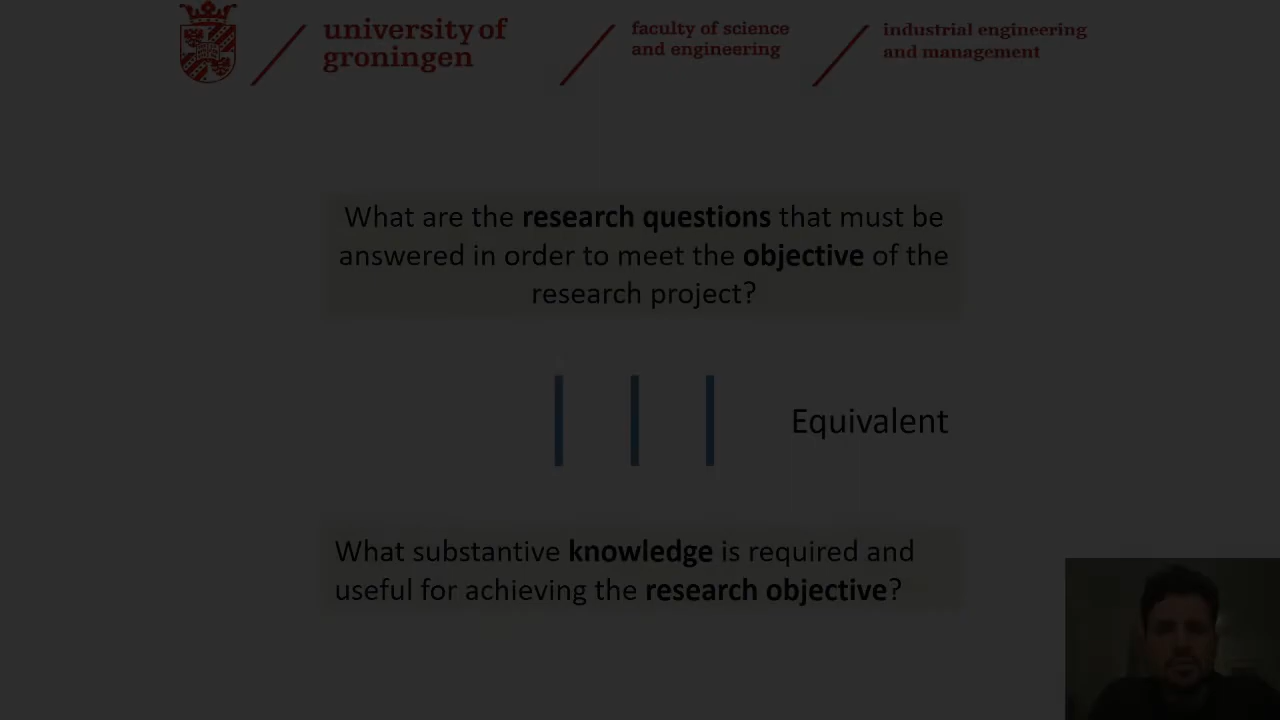 university of
groningen
faculty of science
and engineering
industrial engineering
and management
What are the research questions that must be
answered in order to meet the objective of the
research project?
Equivalent
What substantive knowledge is required and
useful for achieving the research objective?